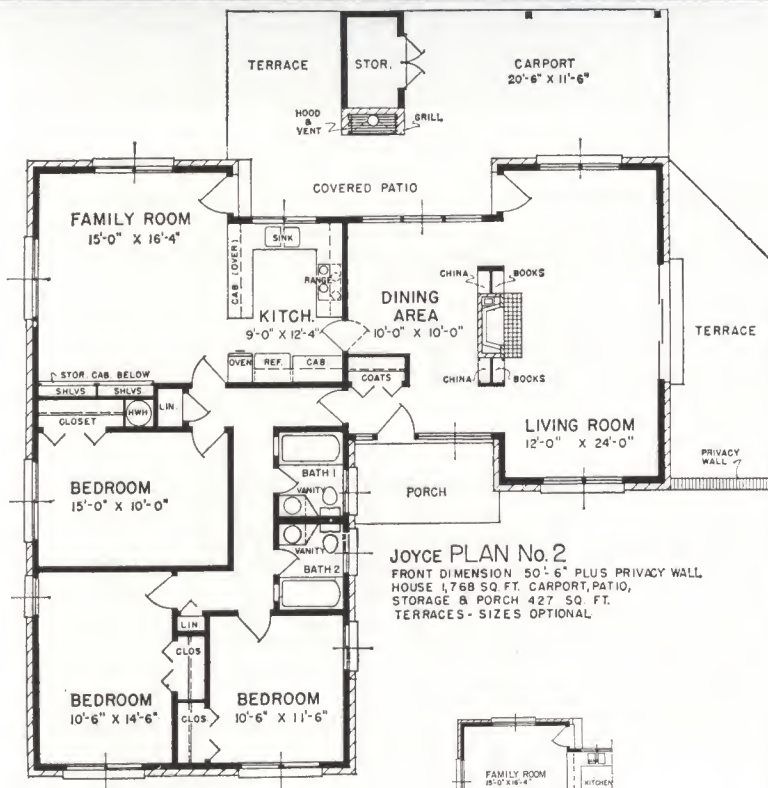 TERRACE
STOR.
CARPORT
20'-6" X 11'-6"
HOOD
&
VENT
GRILL
COVERED PATIO
FAMILY ROOM
15'-0" X 16'-4"
SINK
CAB (OVER)
RANGE
KITCH.
9'-0" X 12'-4"
DINING
AREA
10'-0" X 10'-0"
CHINA
BOOKS
TERRACE
OVEN
REF.
CAB
STOR. CAB. BELOW
SHLVS
SHLVS
COATS
CHINA
BOOKS
CLOSET
HWH
LIN.
LIVING ROOM
12'-0" X 24'-0"
BATH 1
VANITY
PORCH
PRIVACY
WALL
BEDROOM
15'-0" X 10'-0"
VANITY
BATH 2
JOYCE PLAN No. 2
FRONT DIMENSION 50'-6" PLUS PRIVACY WALL
HOUSE 1,768 SQ. FT. CARPORT, PATIO,
STORAGE & PORCH 427 SQ. FT.
TERRACES - SIZES OPTIONAL
LIN.
CLOS
BEDROOM
10'-6" X 14'-6"
CLOS.
BEDROOM
10'-6" X 11'-6"
FAMILY ROOM
15'-0" X 16'-4"
KITCHEN